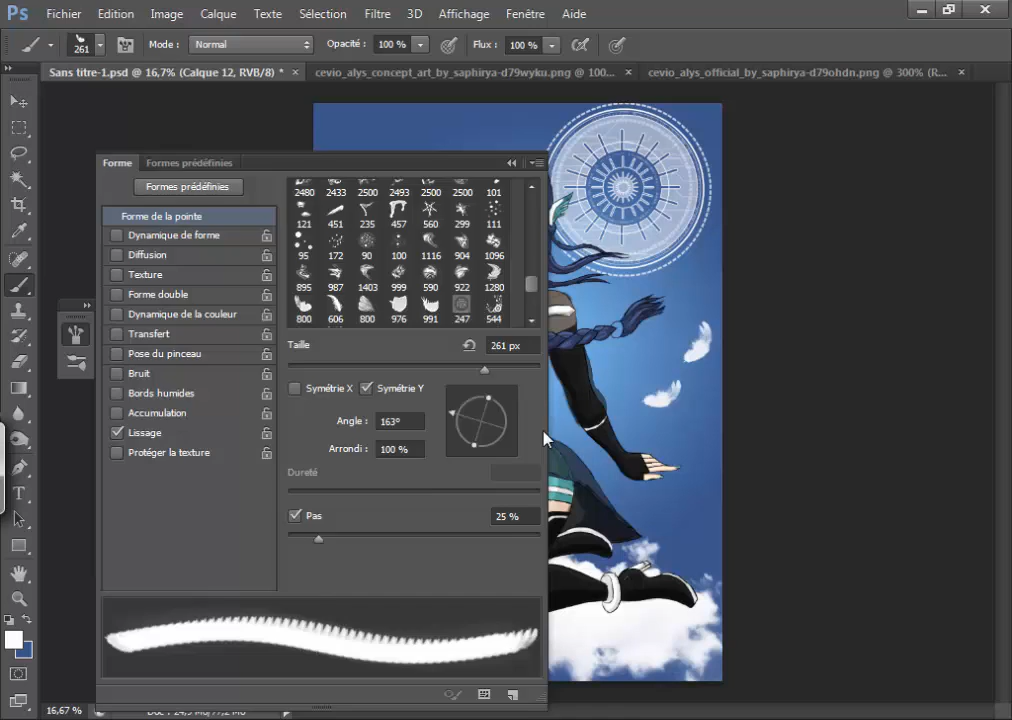 Ps Fichier Edition Image Calque Texte Sélection Filtre 3D Affichage Fenêtre Aide
261 Mode : Normal Opacité : 100 % Flux : 100 %
Sans titre-1.psd @ 16,7% (Calque 12, RVB/8) * × cevio_alys_concept_art_by_saphirya-d79wyku.png @ 100... × cevio_alys_official_by_saphirya-d79ohdn.png @ 300% (R... ×
Forme Formes prédéfinies
Formes prédéfinies
2480 2433 2500 2493 2500 2500 101
Forme de la pointe
121 451 235 457 560 299 111
Dynamique de forme
Diffusion
95 172 90 100 1116 904 1096
Texture
895 987 1403 999 590 922 1280
Forme double
Dynamique de la couleur
800 606 800 976 991 247 544
Transfert
Taille 261 px
Pose du pinceau
Bruit
Symétrie X Symétrie Y
Bords humides
Accumulation
Angle : 163°
Lissage
Arrondi : 100 %
Protéger la texture
Dureté
Pas 25 %
16,67 %